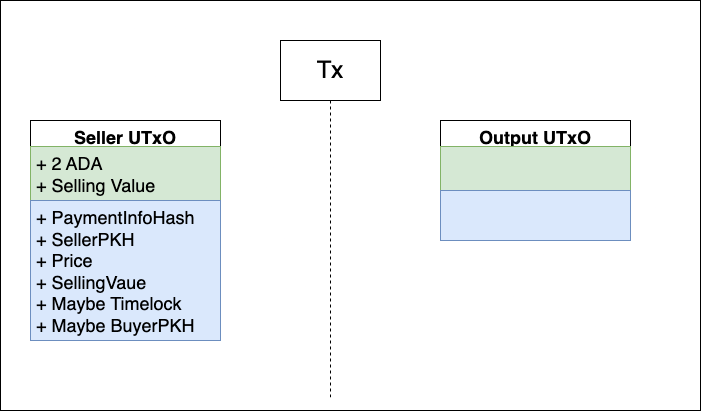 Tx
Seller UTxO
+ 2 ADA
+ Selling Value
+ PaymentInfoHash
+ SellerPKH
+ Price
+ SellingVaue
+ Maybe Timelock
+ Maybe BuyerPKH
Output UTxO